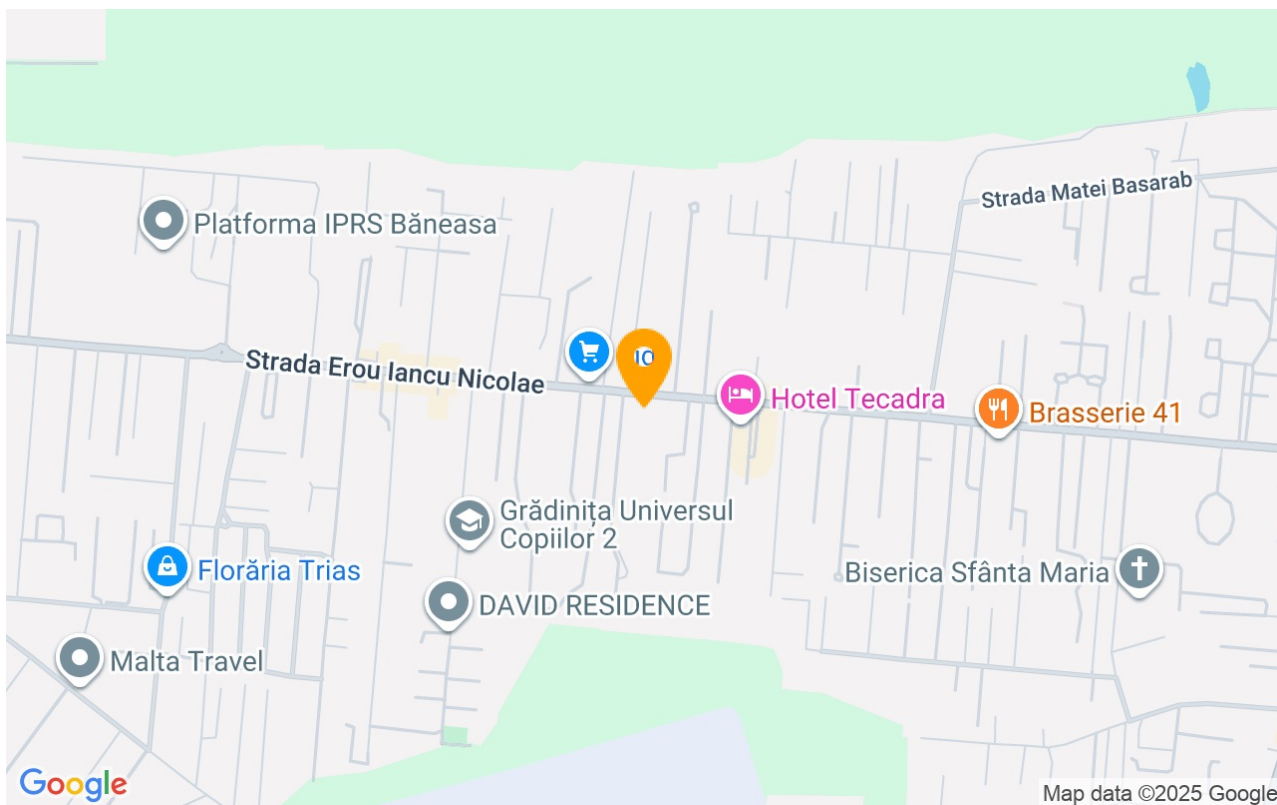 Strada Matei Basarab
Platforma IPRS Băneasa
Strada Erou Iancu Nicolae
Hotel Tecadra
Brasserie 41
Grădinița Universul
Copiilor 2
Florăria Trias
Biserica Sfânta Maria
DAVID RESIDENCE
Malta Travel
Google
Map data ©2025 Google